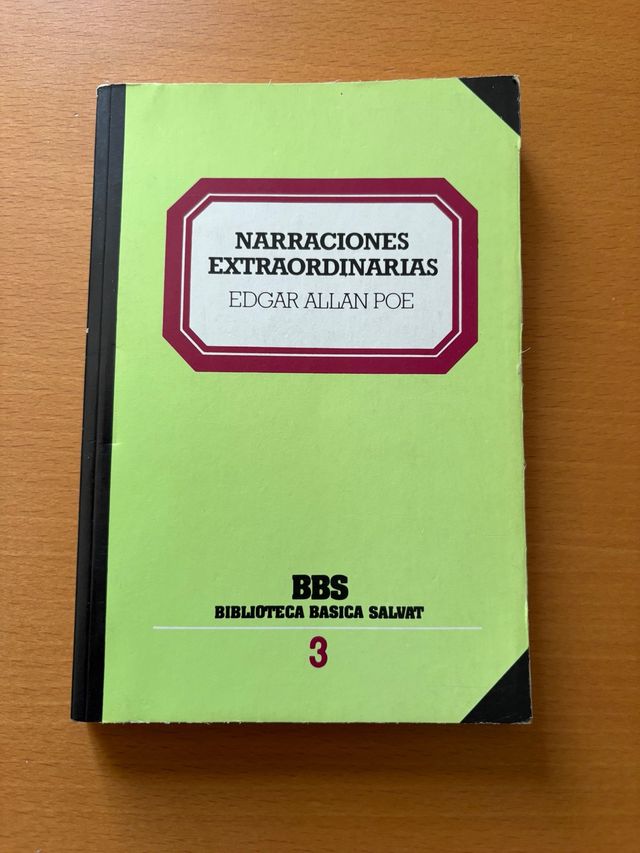 NARRACIONES
EXTRAORDINARIAS
EDGAR ALLAN POE
BBS
BIBLIOTECA BASICA SALVAT
3